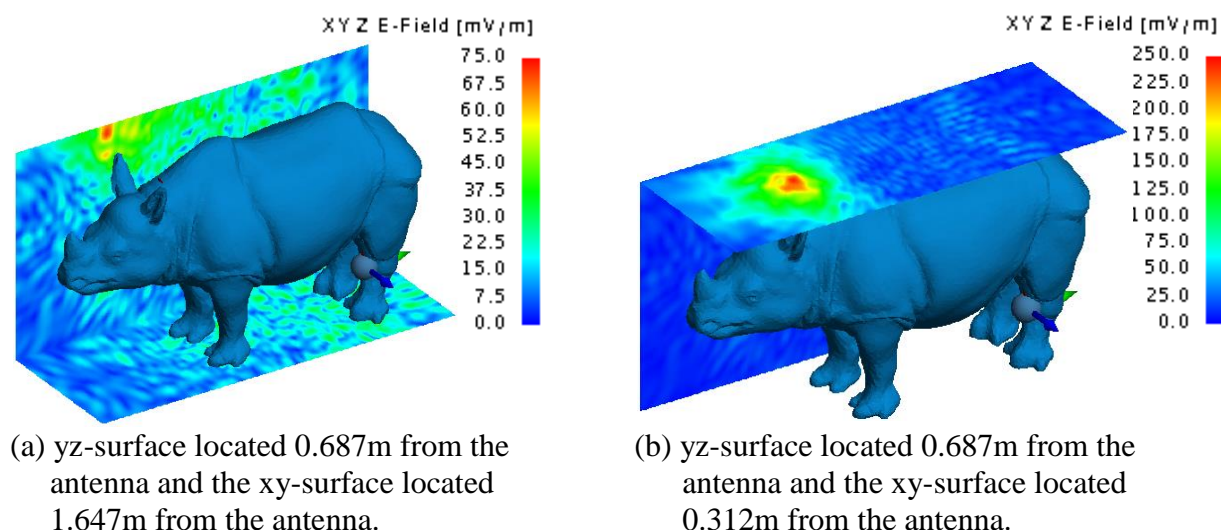 XYZ E-Field [mV/m]
75.0
67.5
60.0
52.5
45.0
37.5
30.0
22.5
15.0
7.5
0.0
(a) yz-surface located 0.687m from the
antenna and the xy-surface located
1.647m from the antenna.
XYZ E-Field [mV/m]
250.0
225.0
200.0
175.0
150.0
125.0
100.0
75.0
50.0
25.0
0.0
(b) yz-surface located 0.687m from the
antenna and the xy-surface located
0.312m from the antenna.